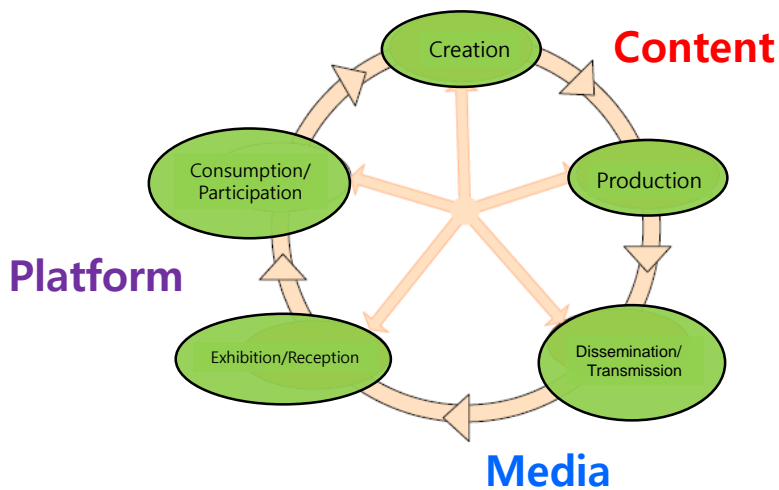 Creation
Content
Consumption/
Participation
Production
Platform
Exhibition/Reception
Dissemination/
Transmission
Media